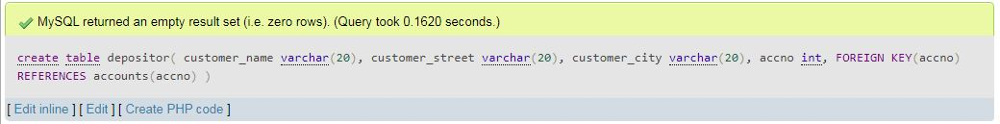 MySQL returned an empty result set (i.e. zero rows). (Query took 0.1620 seconds.)
create table depositor( customer_name varchar(20), customer_street varchar(20), customer_city varchar(20), accno int, FOREIGN KEY(accno)
REFERENCES accounts(accno) )
[ Edit inline ] [ Edit ] [ Create PHP code ]